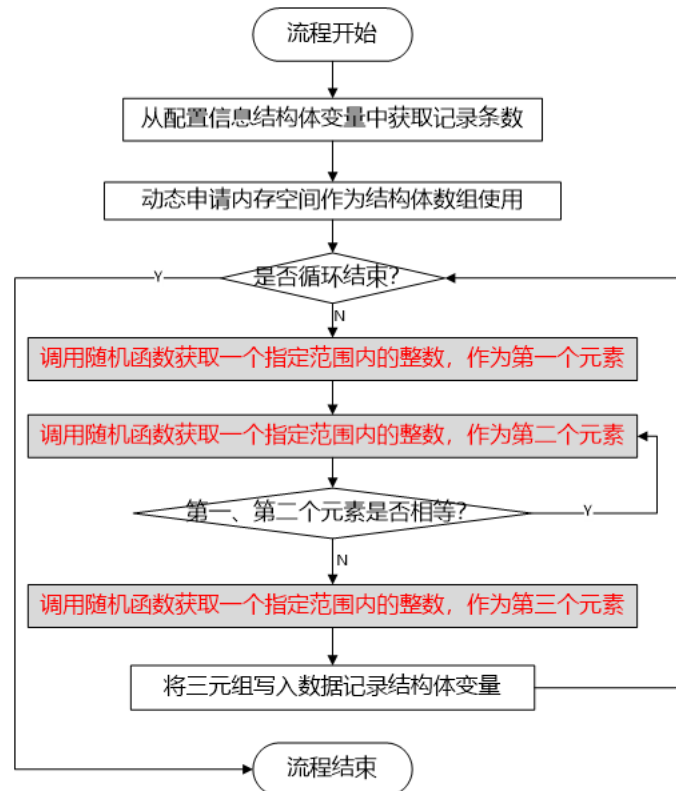 流程开始
从配置信息结构体变量中获取记录条数
动态申请内存空间作为结构体数组使用
是否循环结束?
Y
N
调用随机函数获取一个指定范围内的整数，作为第一个元素
调用随机函数获取一个指定范围内的整数，作为第二个元素
第一、第二个元素是否相等?
Y
N
调用随机函数获取一个指定范围内的整数，作为第三个元素
将三元组写入数据记录结构体变量
流程结束